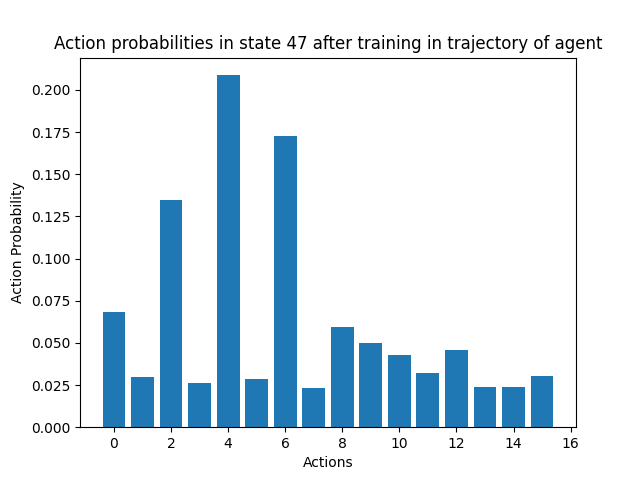 Action probabilities in state 47 after training in trajectory of agent
Action Probability
0.200
0.175
0.150
0.125
0.100
0.075
0.050
0.025
0.000
0 2 4 6 8 10 12 14 16
Actions